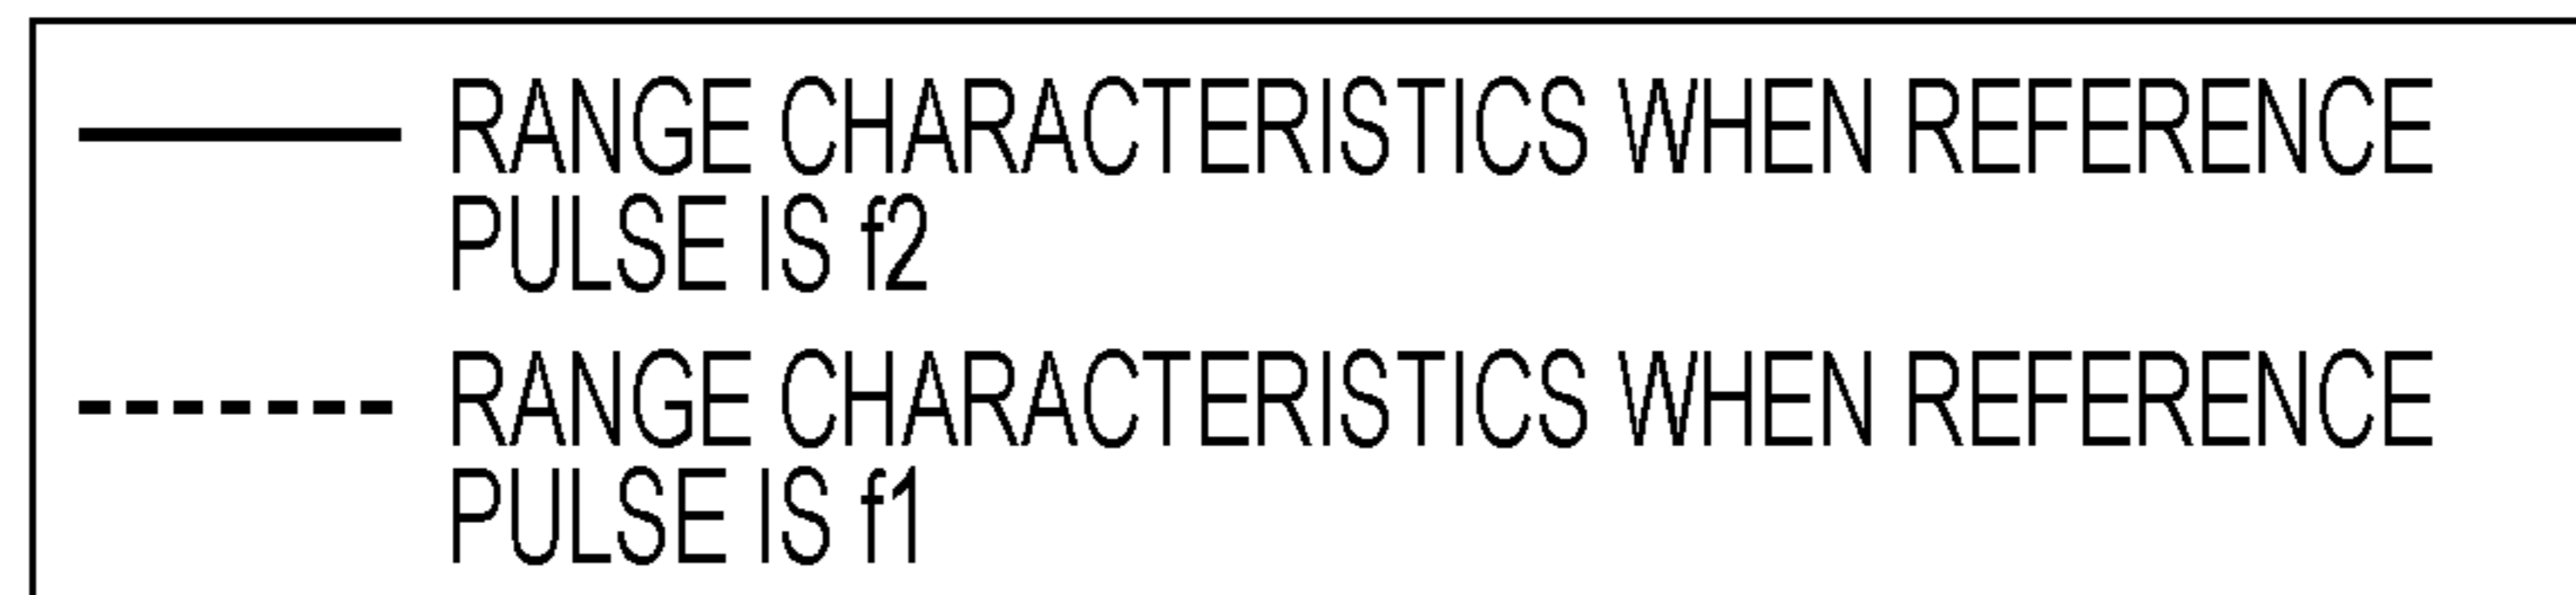 RANGE CHARACTERISTICS WHEN REFERENCE
PULSE IS f2
RANGE CHARACTERISTICS WHEN REFERENCE
PULSE IS f1